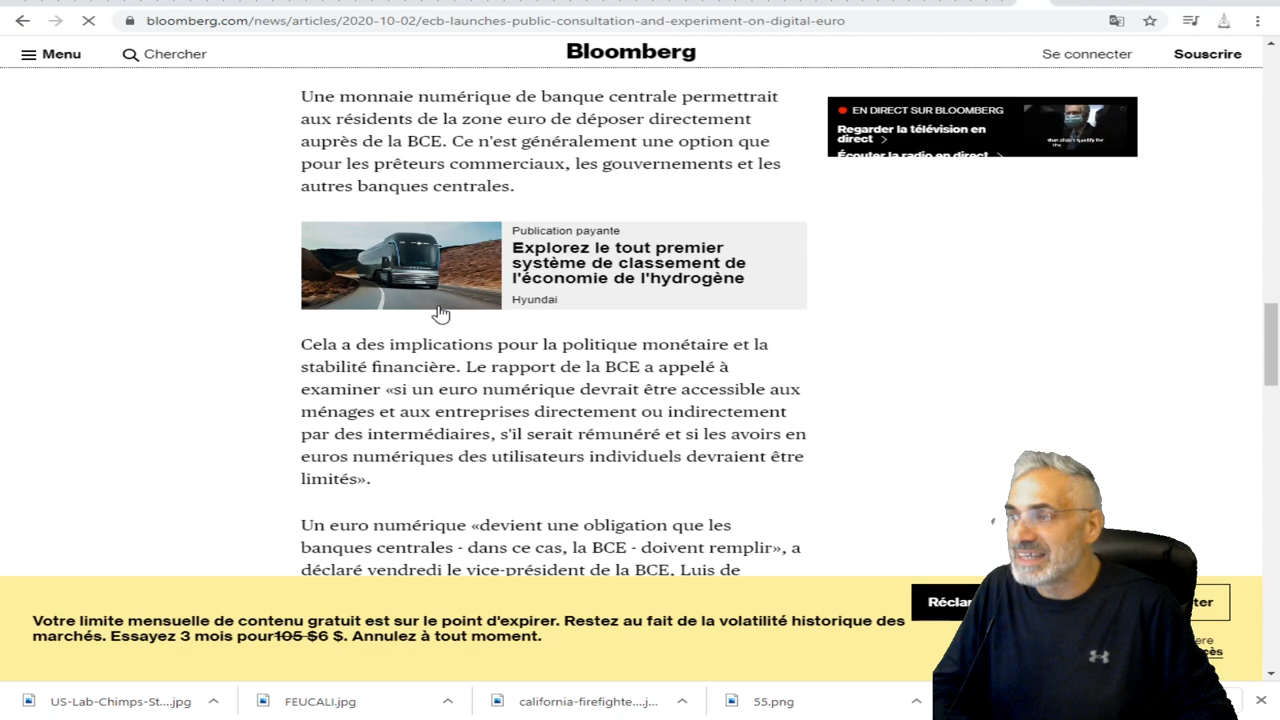 bloomberg.com/news/articles/2020-10-02/ecb-launches-public-consultation-and-experiment-on-digital-euro
Menu
Chercher
Bloomberg
Se connecter
Souscrire
Une monnaie numérique de banque centrale permettrait
aux résidents de la zone euro de déposer directement
auprès de la BCE. Ce n'est généralement une option que
pour les prêteurs commerciaux, les gouvernements et les
autres banques centrales.
EN DIRECT SUR BLOOMBERG
Regarder la télévision en
direct >
Écouter la radio en direct >
Publication payante
Explorez le tout premier
système de classement de
l'économie de l'hydrogène
Hyundai
Cela a des implications pour la politique monétaire et la
stabilité financière. Le rapport de la BCE a appelé à
examiner «si un euro numérique devrait être accessible aux
ménages et aux entreprises directement ou indirectement
par des intermédiaires, s'il serait rémunéré et si les avoirs en
euros numériques des utilisateurs individuels devraient être
limités».
Un euro numérique «devient une obligation que les
banques centrales - dans ce cas, la BCE - doivent remplir», a
déclaré vendredi le vice-président de la BCE, Luis de
Votre limite mensuelle de contenu gratuit est sur le point d'expirer. Restez au fait de la volatilité historique des
marchés. Essayez 3 mois pour105 $6 $. Annulez à tout moment.
US-Lab-Chimps-St....jpg
FEUCALI.jpg
california-firefighte....j...
55.png